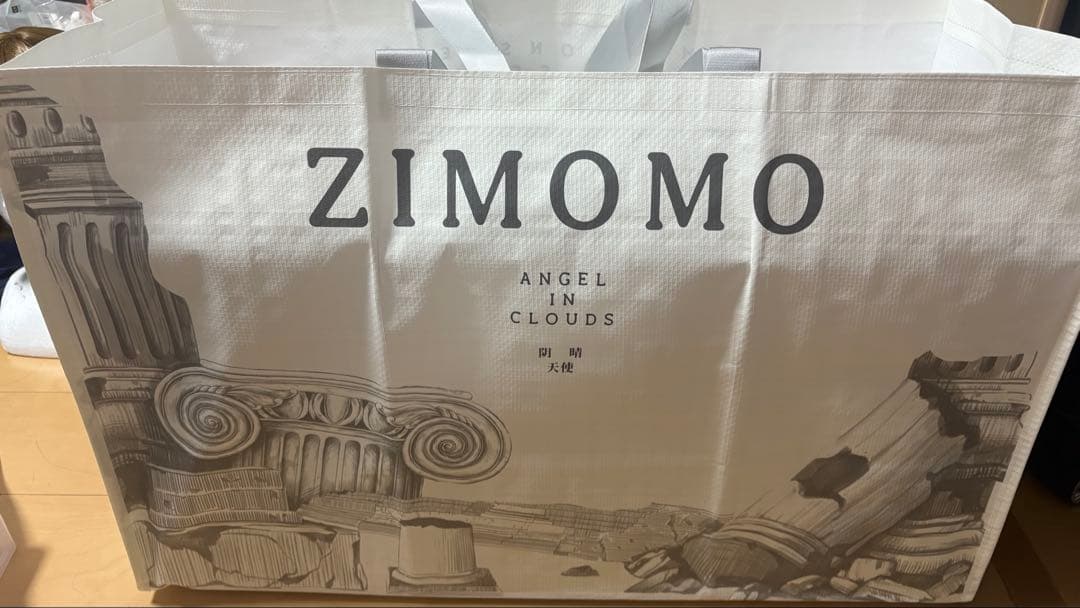 ZIMOMO
ANGEL
IN
CLOUDS
阴 晴
天使